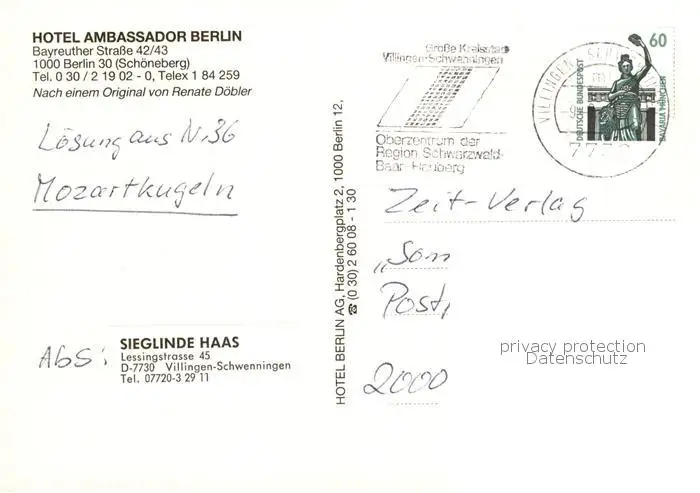 HOTEL AMBASSADOR BERLIN
Bayreuther Straße 42/43
1000 Berlin 30 (Schöneberg)
Tel. 0 30 / 2 19 02 - 0, Telex 1 84 259
Nach einem Original von Renate Döbler
Lösung aus N. 36
Mozartkugeln
Abs:
SIEGLINDE HAAS
Lessingstrasse 45
D-7730 Villingen-Schwenningen
Tel. 07720-3 29 11
HOTEL BERLIN AG, Hardenbergplatz 2, 1000 Berlin 12,
☎ (0 30) 2 60 08 - 1 30
Große Kreisstadt
Villingen-Schwenningen
Oberzentrum der
Region Schwarzwald-
Baar-Heuberg
VILLINGEN
60
DEUTSCHE BUNDESPOST
BAVARIA MÜNCHEN
Zeit-Verlag
Post,
2000
privacy protection
Datenschutz